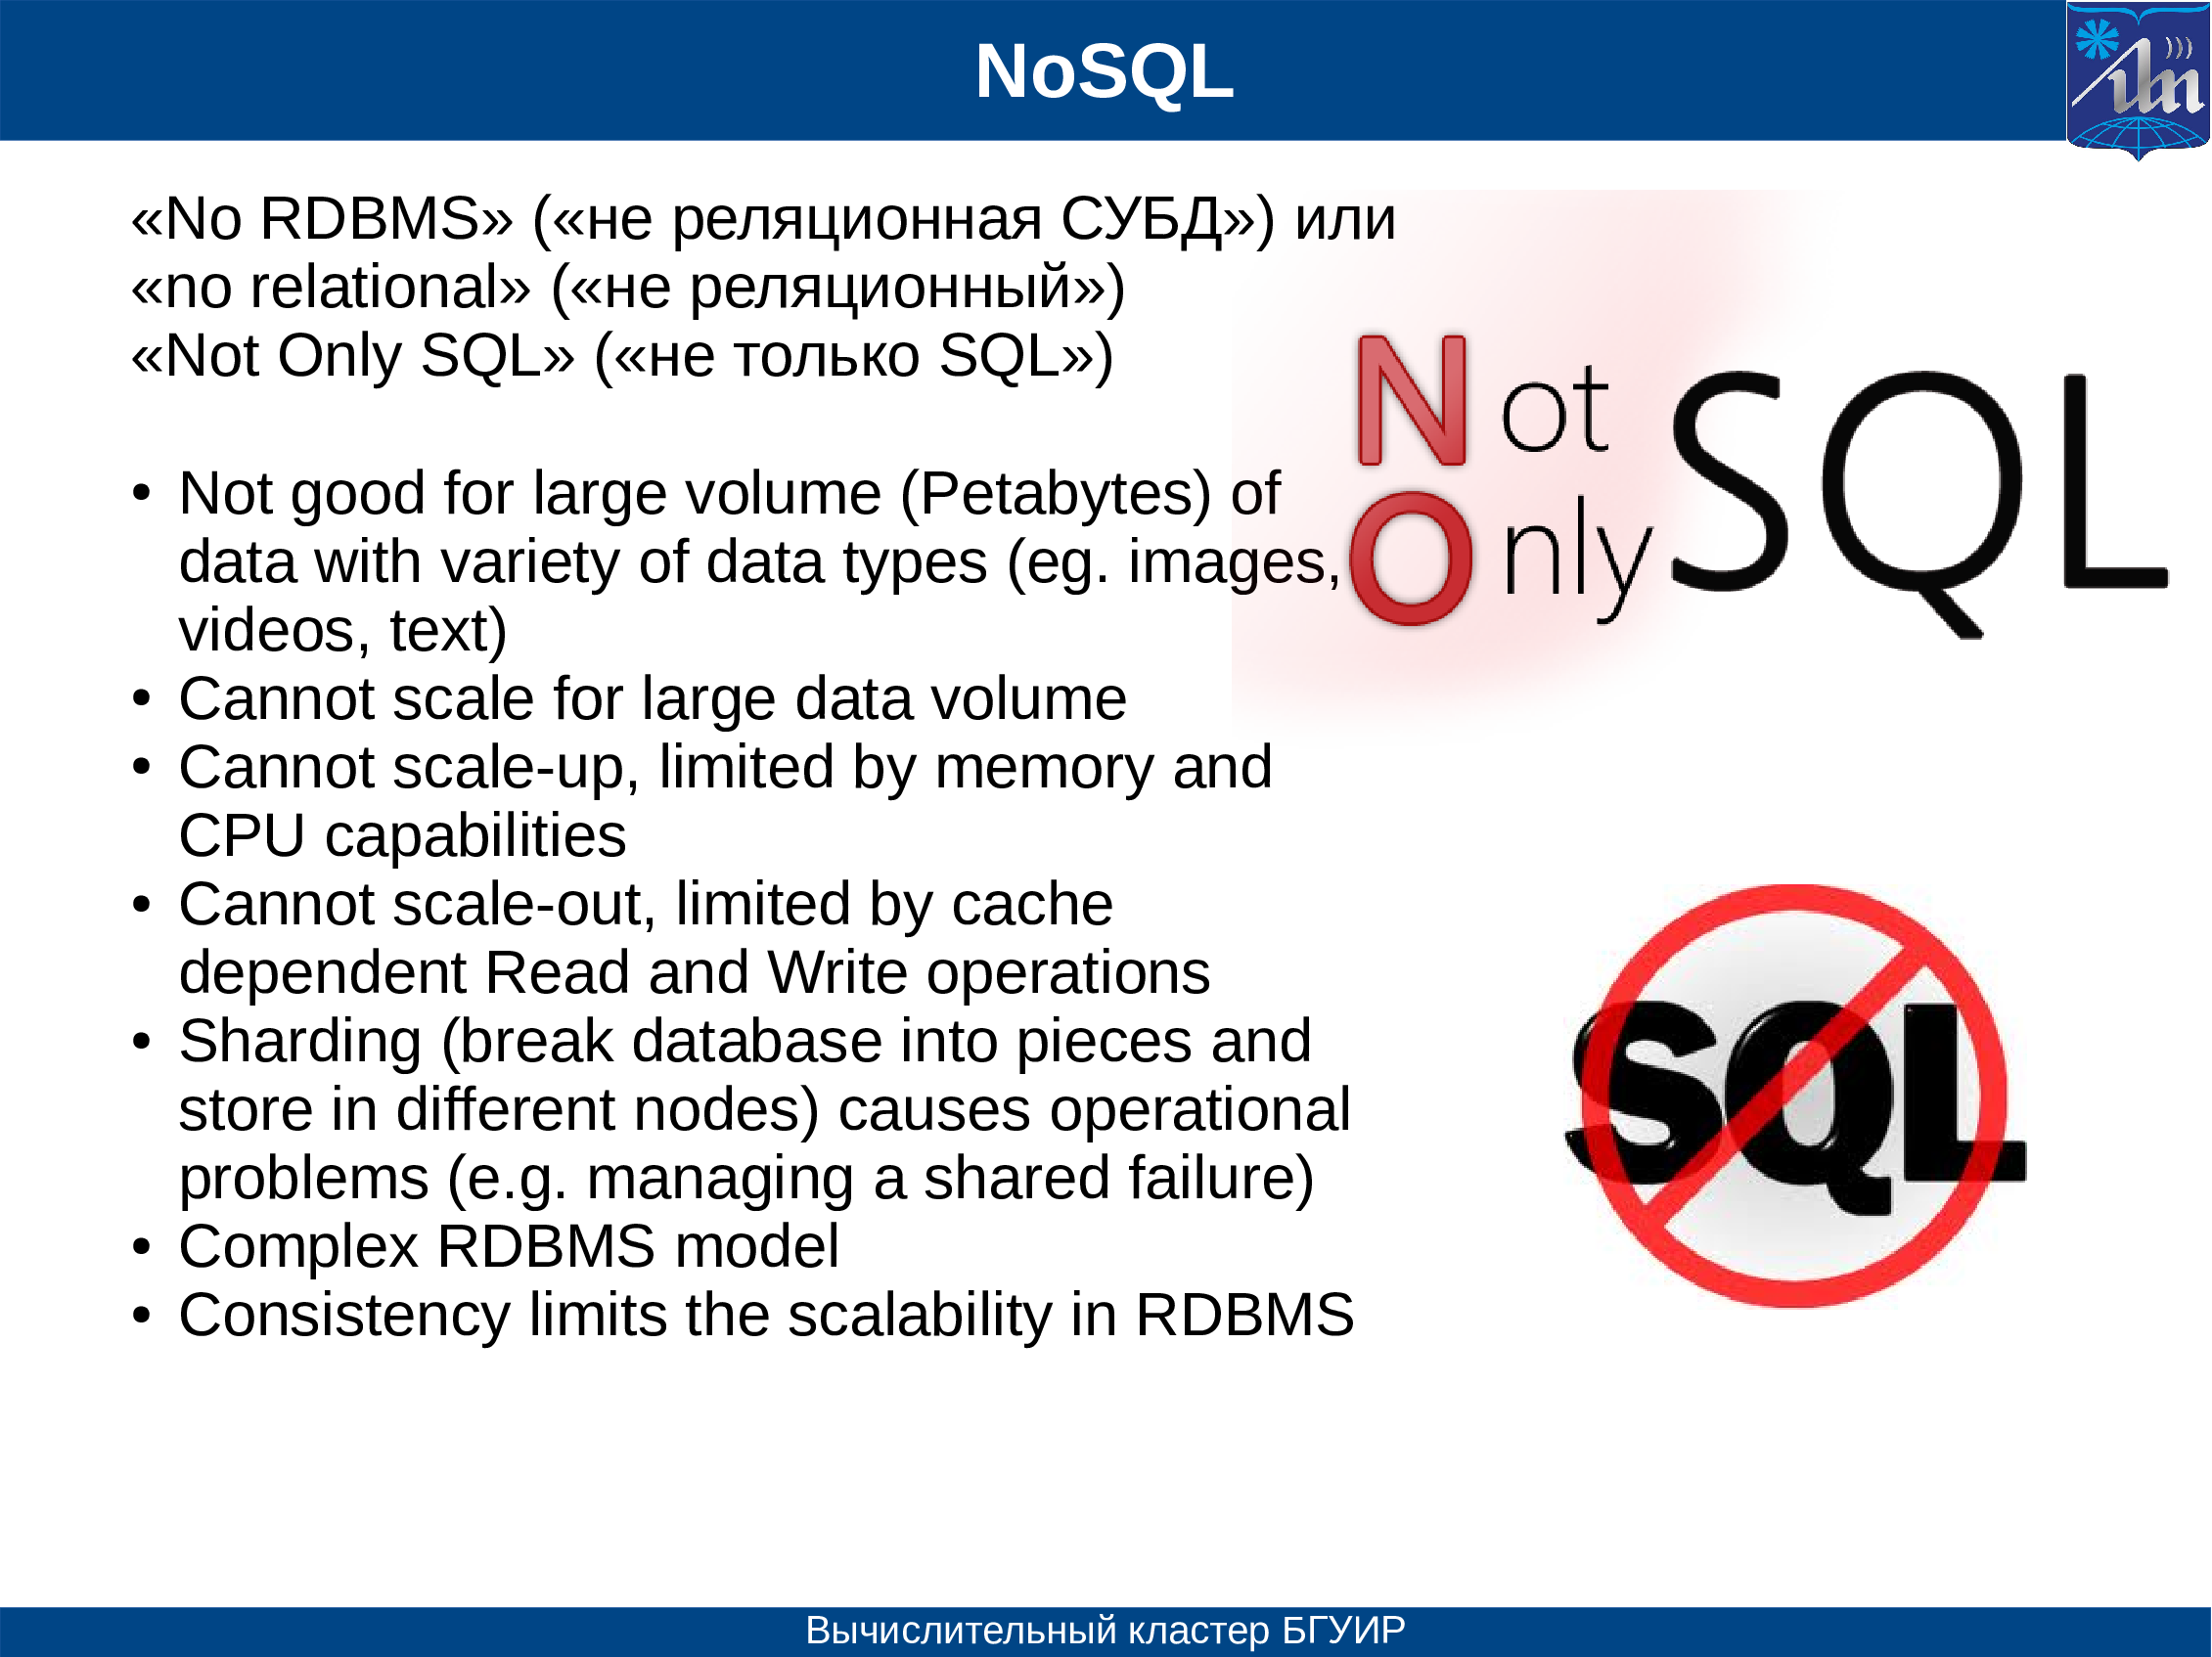 NoSQL
«No RDBMS» («не реляционная СУБД») или
«no relational» («не реляционный»)
«Not Only SQL» («не только SQL»)
• Not good for large volume (Petabytes) of
data with variety of data types (eg. images,
videos, text)
• Cannot scale for large data volume
• Cannot scale-up, limited by memory and
CPU capabilities
• Cannot scale-out, limited by cache
dependent Read and Write operations
• Sharding (break database into pieces and
store in different nodes) causes operational
problems (e.g. managing a shared failure)
• Complex RDBMS model
• Consistency limits the scalability in RDBMS
Not
Only SQL
SQL
Вычислительный кластер БГУИР